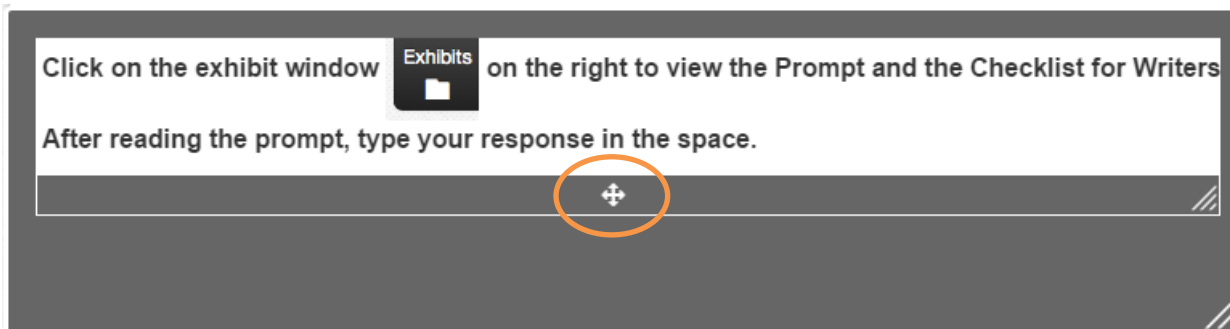 Click on the exhibit window Exhibits on the right to view the Prompt and the Checklist for Writers
After reading the prompt, type your response in the space.